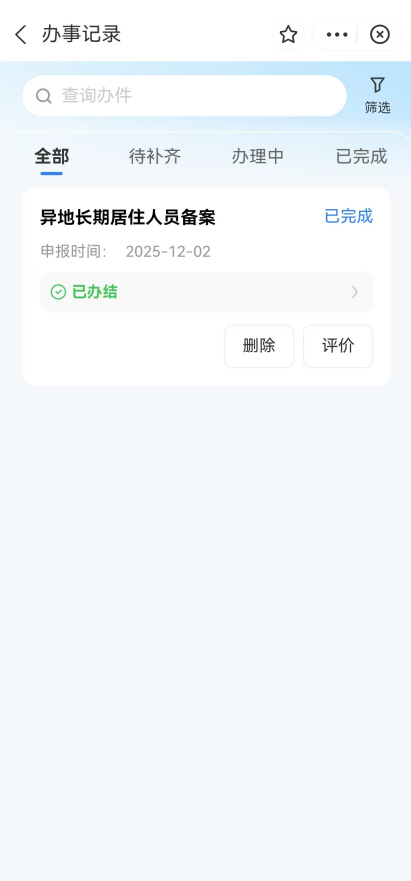 办事记录
查询办件
筛选
全部 待补齐 办理中 已完成
异地长期居住人员备案 已完成
申报时间: 2025-12-02
已办结
删除 评价